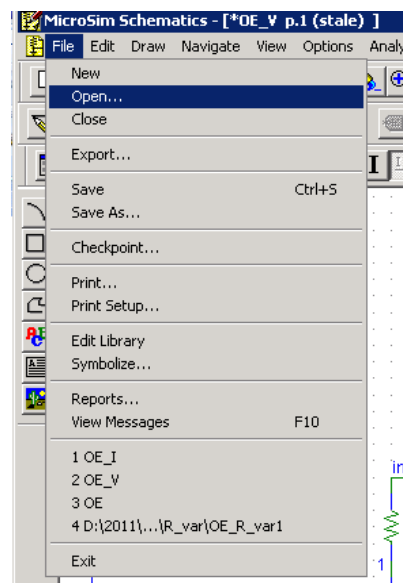 MicroSim Schematics - [*OE_V p.1 (stale) ]
File Edit Draw Navigate View Options
New
Open...
Close
Export...
Save Ctrl+S
Save As...
Checkpoint...
Print...
Print Setup...
Edit Library
Symbolize...
Reports...
View Messages F10
1 OE_I
2 OE_V
3 OE
4 D:\2011\...\R_var\OE_R_var1
in
Exit
1